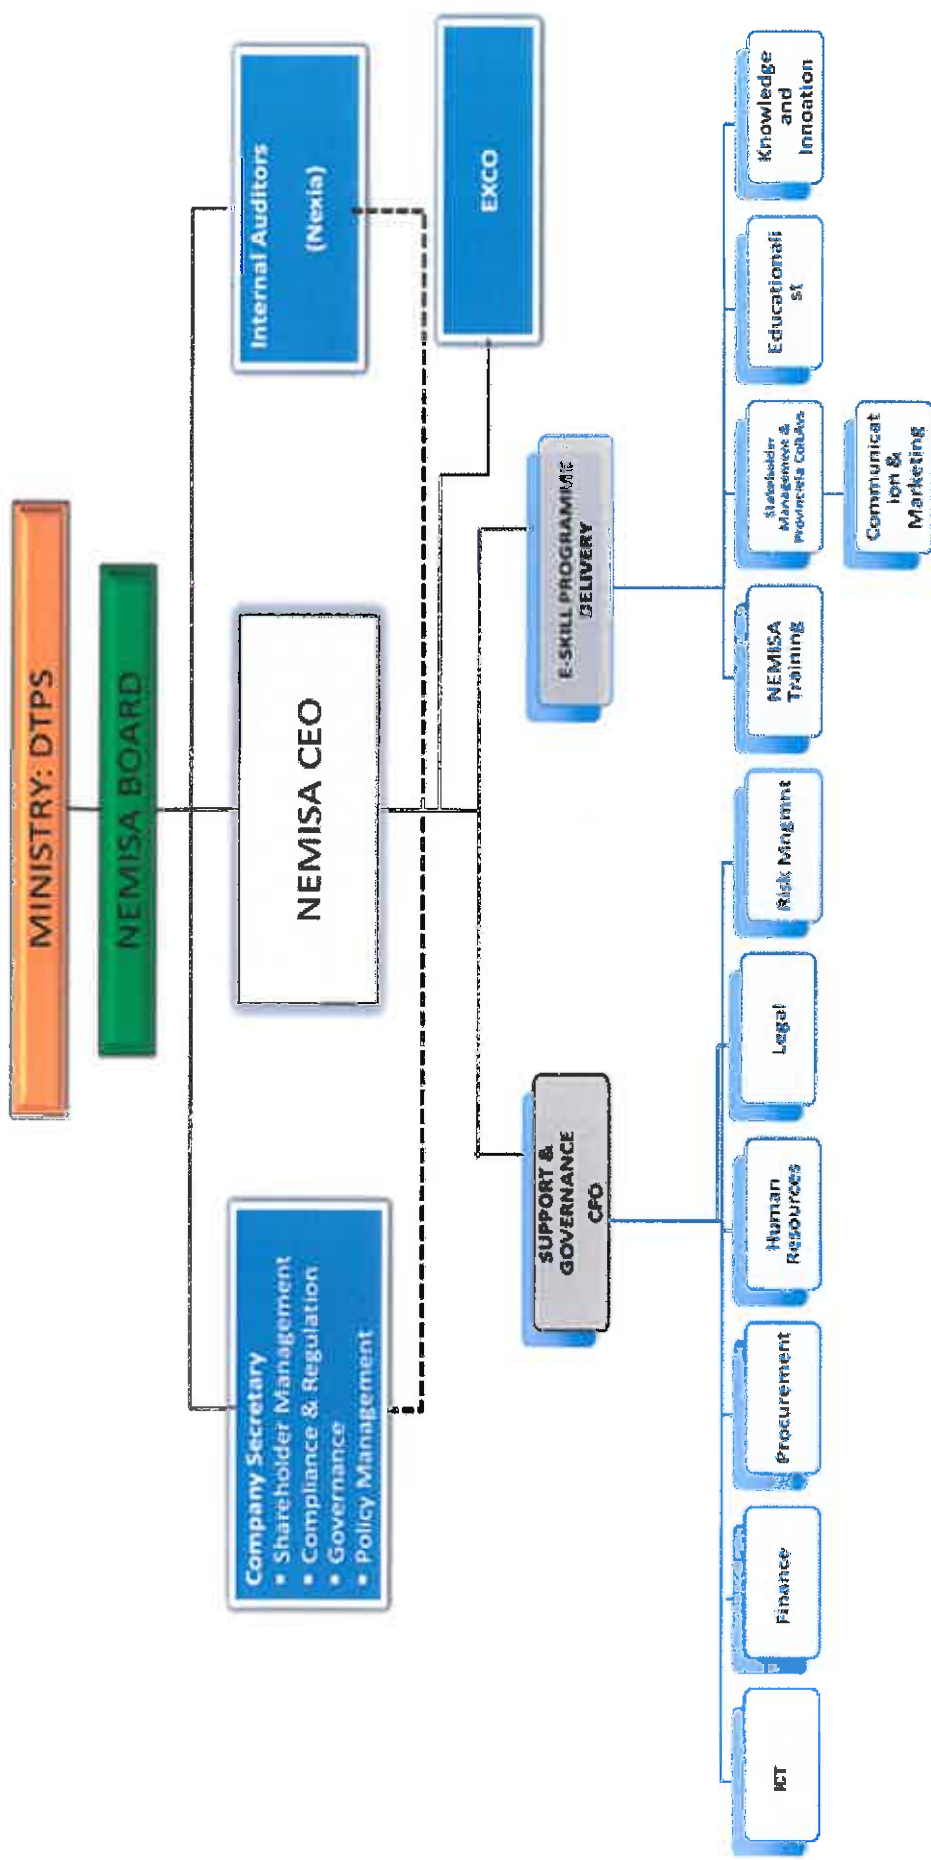 MINISTRY: DTPS
NEMISA BOARD
Company Secretary
• Shareholder Management
• Compliance & Regulation
• Governance
• Policy Management
NEMISA CEO
Internal Auditors
(Nexia)
EXCO
SUPPORT &
GOVERNANCE
CFO
E-SKILL PROGRAMME
DELIVERY
ICT
Finance
Procurement
Human
Resources
Legal
Risk Mngmnt
NEMISA
Training
Stakeholder
Management &
Educationali
st
Knowledge
and
Innoation
Communicat
ion &
Marketing